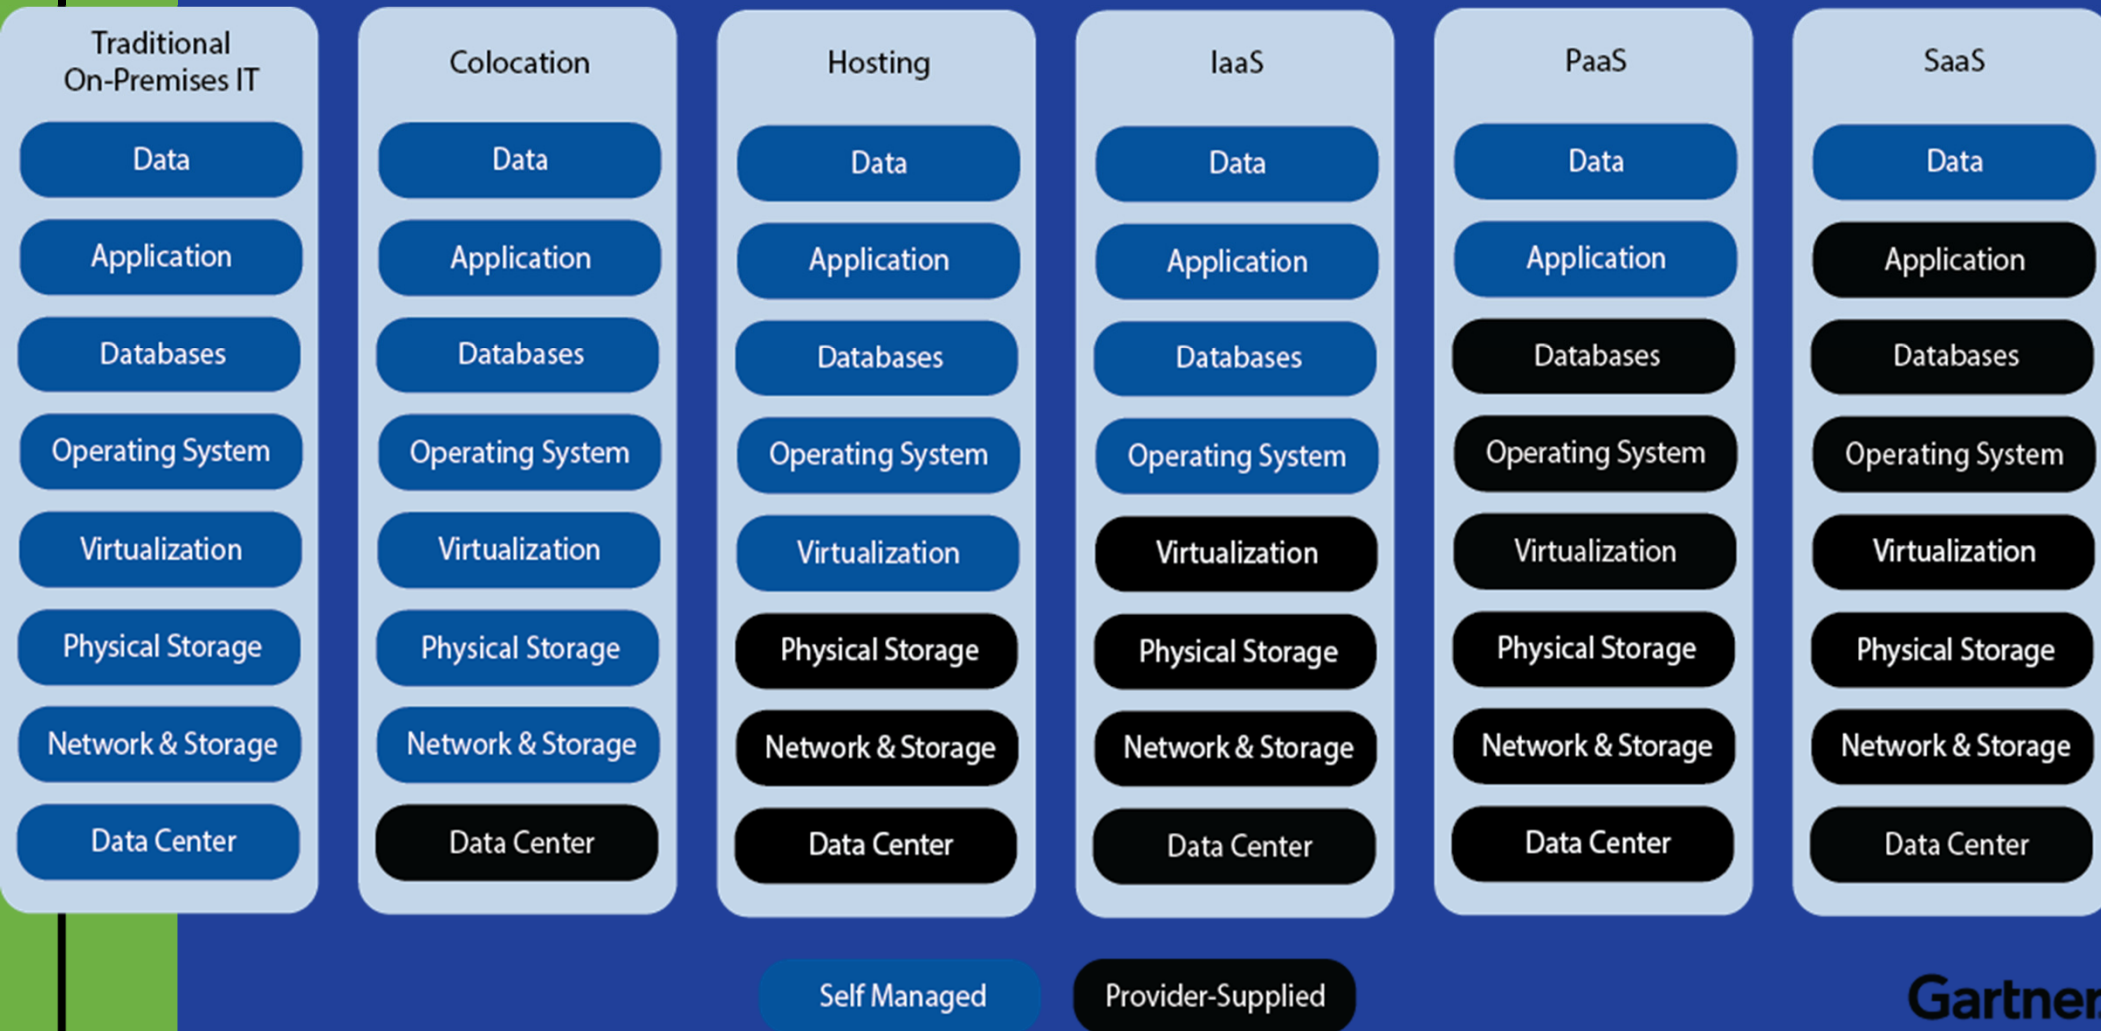 Traditional
On-Premises IT
Data
Application
Databases
Operating System
Virtualization
Physical Storage
Network & Storage
Data Center
Colocation
Data
Application
Databases
Operating System
Virtualization
Physical Storage
Network & Storage
Data Center
Hosting
Data
Application
Databases
Operating System
Virtualization
Physical Storage
Network & Storage
Data Center
IaaS
Data
Application
Databases
Operating System
Virtualization
Physical Storage
Network & Storage
Data Center
PaaS
Data
Application
Databases
Operating System
Virtualization
Physical Storage
Network & Storage
Data Center
SaaS
Data
Application
Databases
Operating System
Virtualization
Physical Storage
Network & Storage
Data Center
Self Managed
Provider-Supplied
Gartner